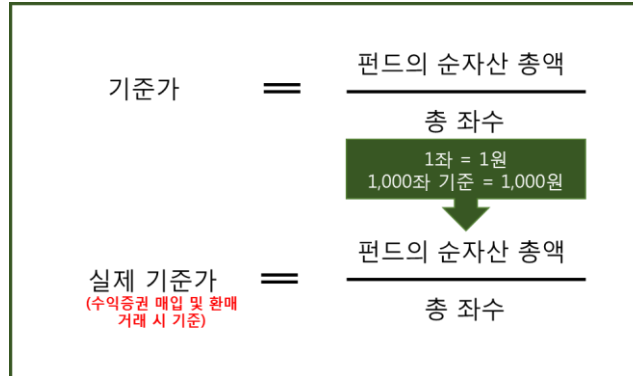 기준가 = 펀드의 순자산 총액
총 좌수
1좌 = 1원
1,000좌 기준 = 1,000원
실제 기준가 = 펀드의 순자산 총액
(수익증권 매입 및 환매
거래 시 기준)
총 좌수